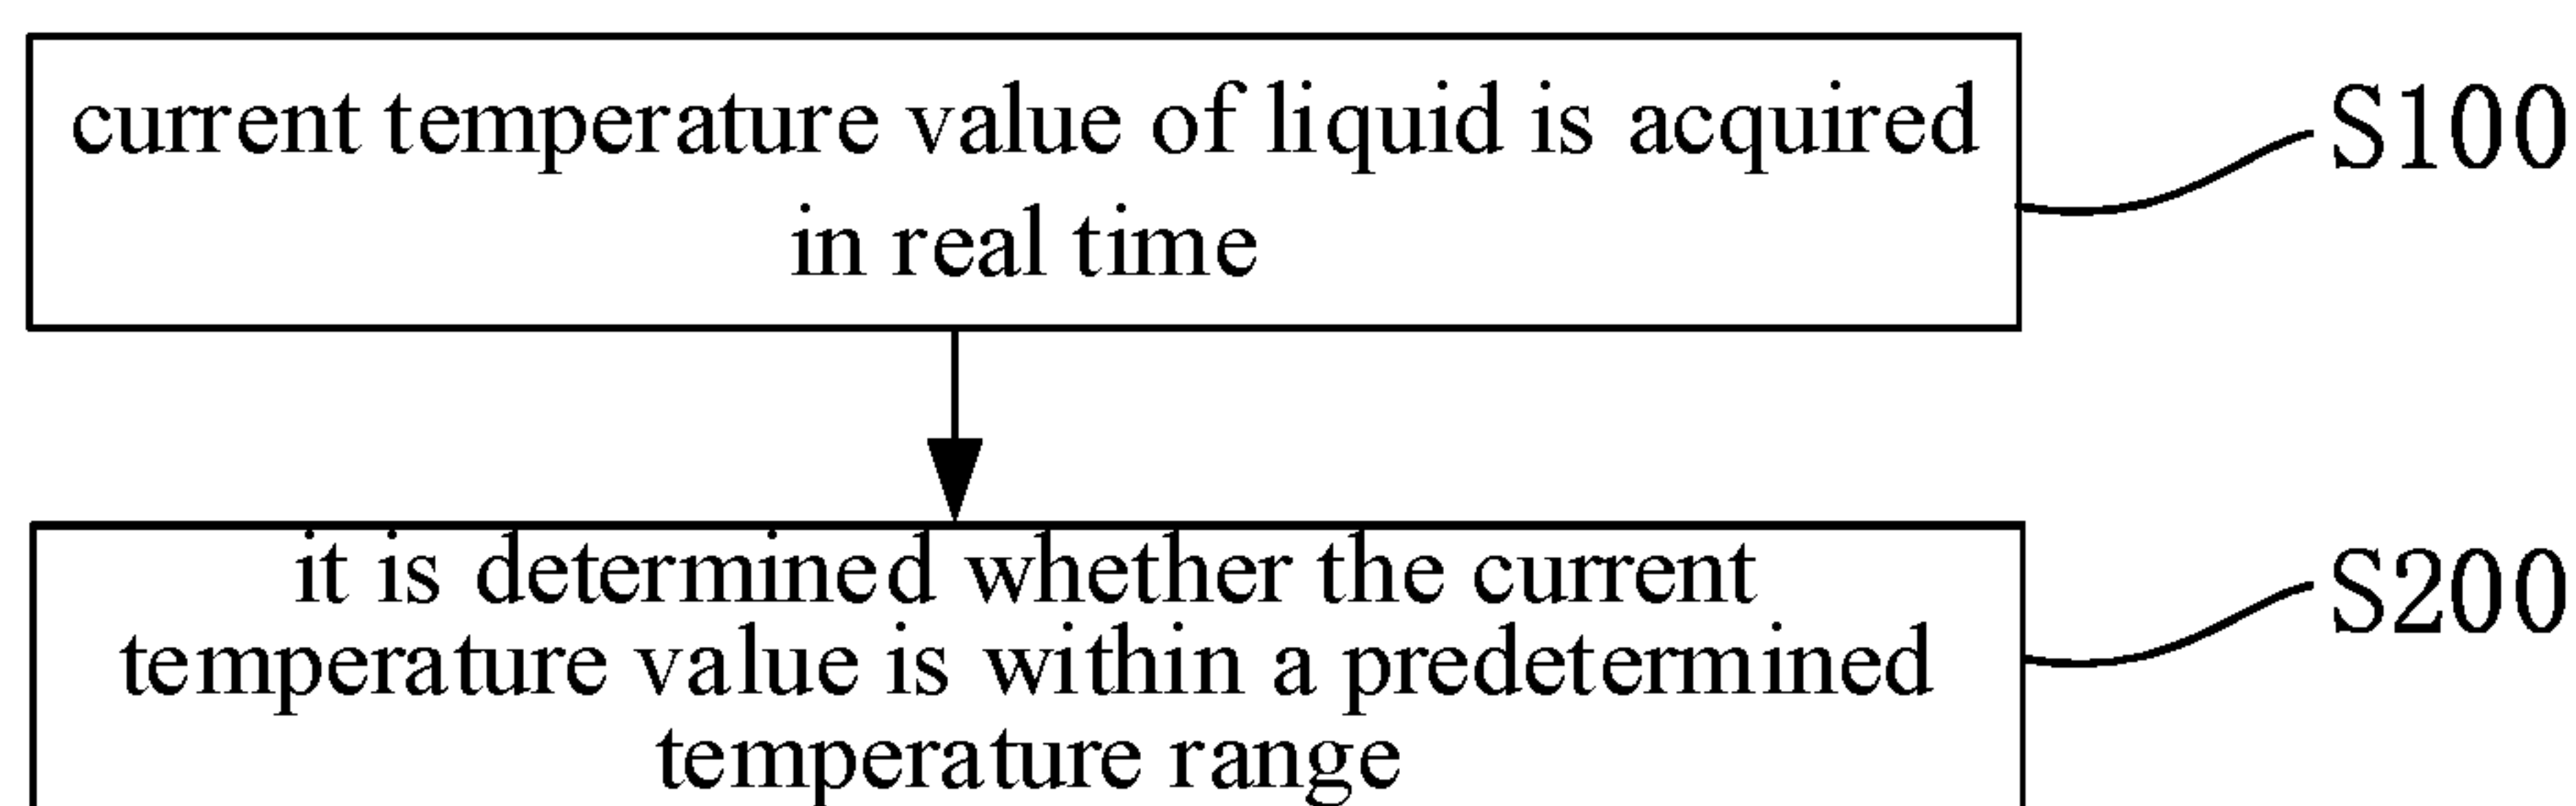 current temperature value of liquid is acquired
in real time
S100
it is determined whether the current
temperature value is within a predetermined
temperature range
S200